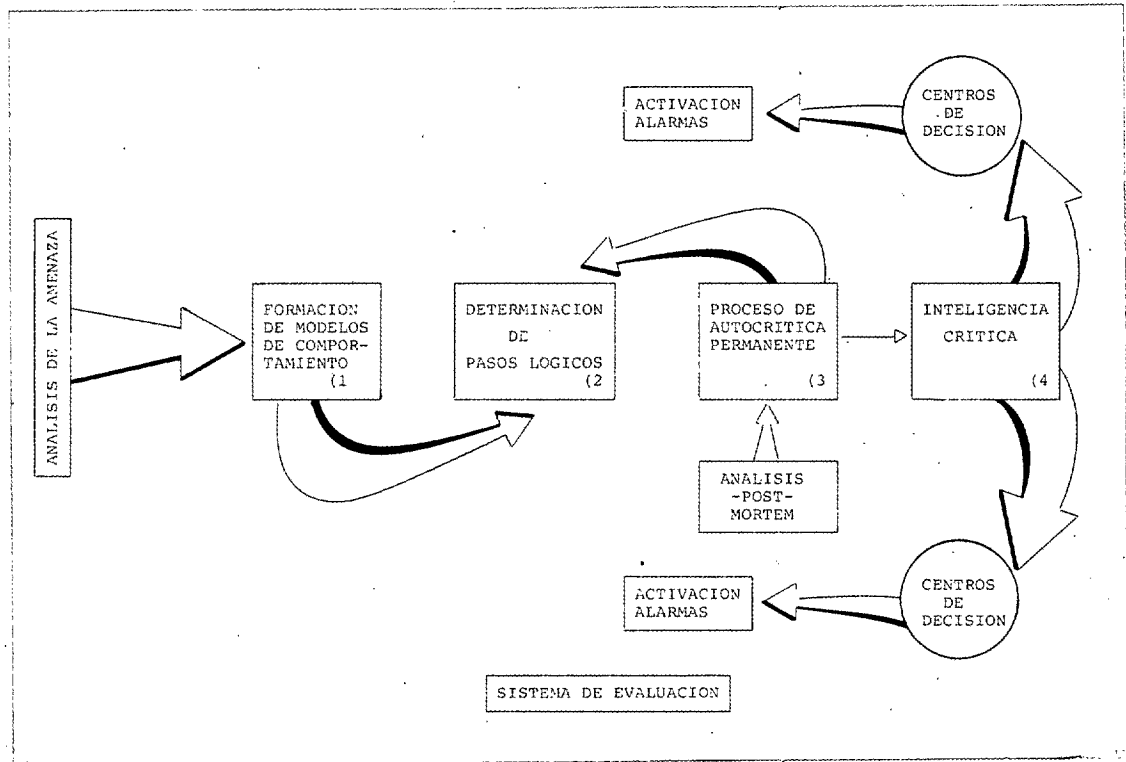 ANALISIS DE LA AMENAZA
FORMACION
DE MODELOS
DE COMPOR-
TAMIENTO
(1
DETERMINACION
DE
PASOS LOGICOS
(2
PROCESO DE
AUTOCRITICA
PERMANENTE
(3
INTELIGENCIA
CRITICA
(4
ANALISIS
-POST-
MORTEM
CENTROS
DE
DECISION
ACTIVACION
ALARMAS
CENTROS
DE
DECISION
ACTIVACION
ALARMAS
SISTEMA DE EVALUACION